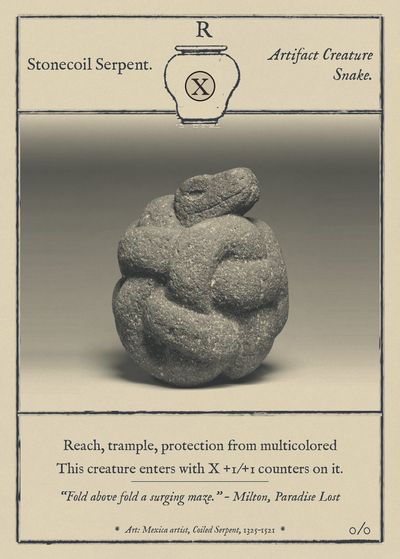 R
Stonecoil Serpent.
X
Artifact Creature
Snake.
Reach, trample, protection from multicolored
This creature enters with X +1/+1 counters on it.
“Fold above fold a surging maze.” - Milton, Paradise Lost
* Art: Mexica artist, Coiled Serpent, 1325-1521 *
0/0